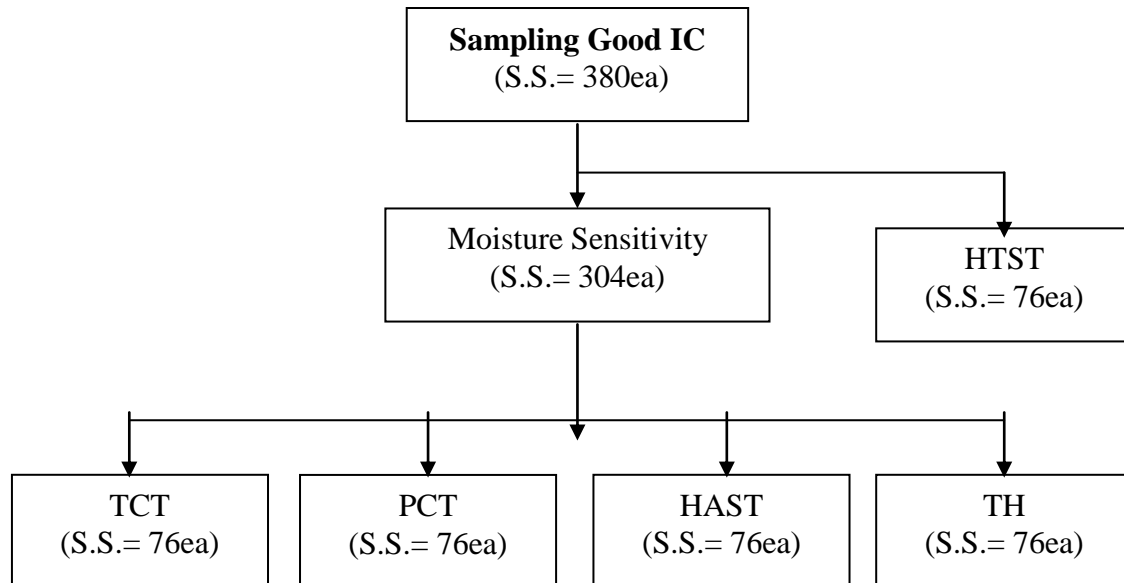 Sampling Good IC
(S.S.= 380ea)
Moisture Sensitivity
(S.S.= 304ea)
HTST
(S.S.= 76ea)
TCT
(S.S.= 76ea)
PCT
(S.S.= 76ea)
HAST
(S.S.= 76ea)
TH
(S.S.= 76ea)